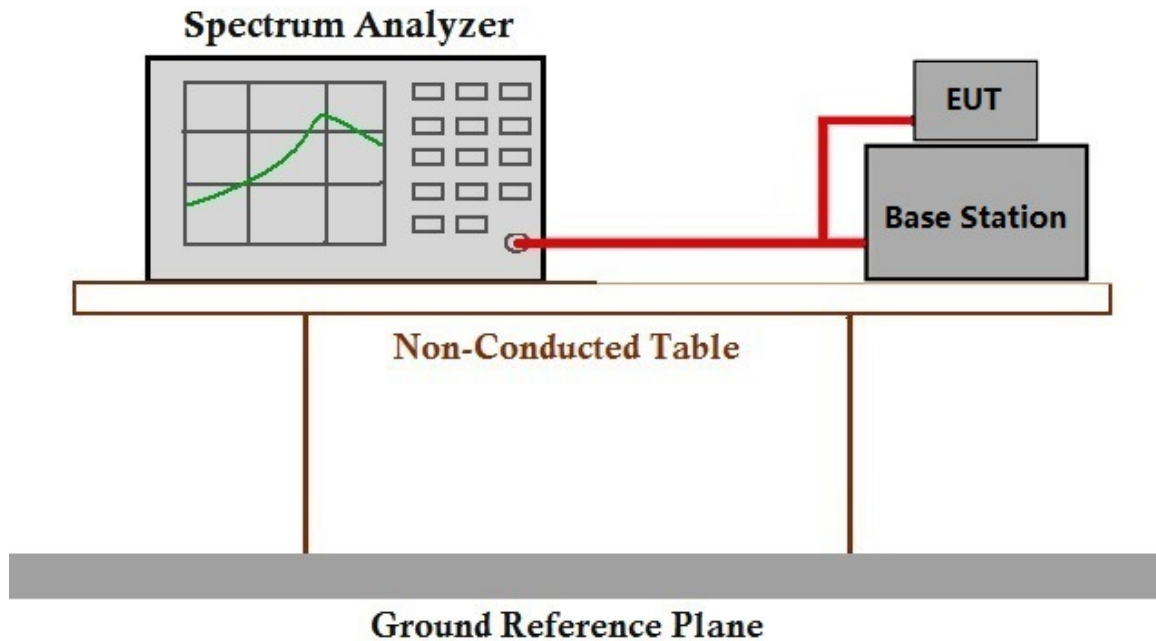 Spectrum Analyzer
EUT
Base Station
Non-Conducted Table
Ground Reference Plane